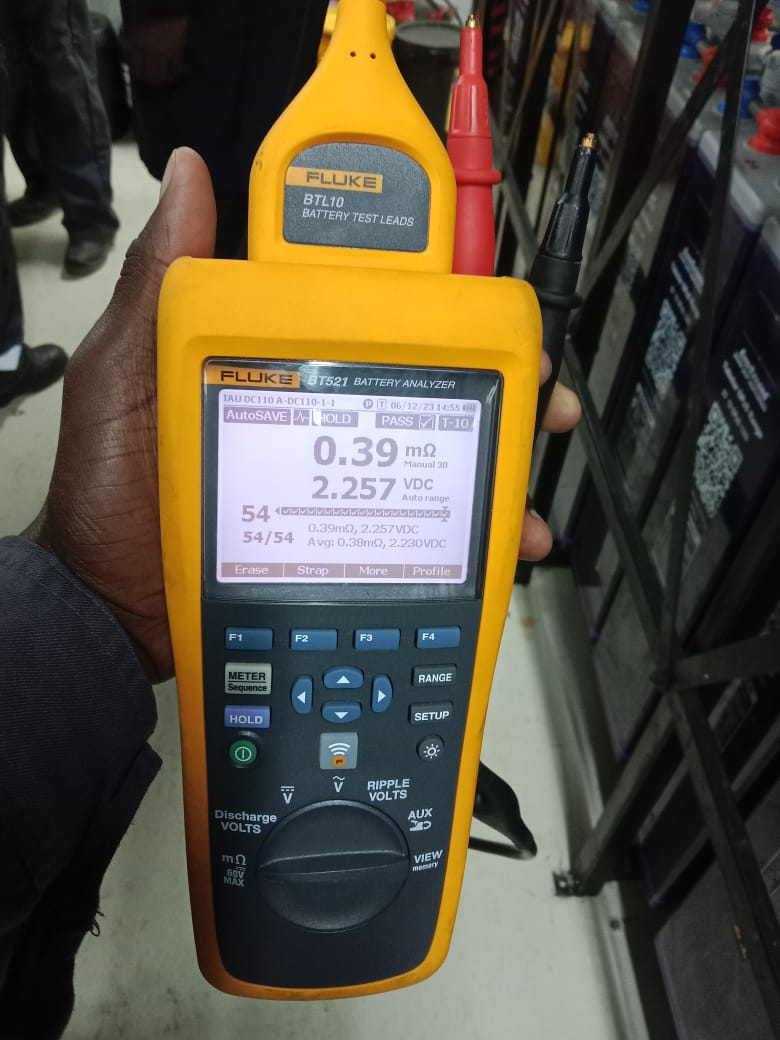 FLUKE
BTL10
BATTERY TEST LEADS
FLUKE BT521 BATTERY ANALYZER
IAU DC110 A-DC110-1-1 P T 06/12/23 14:55
AutoSAVE HOLD PASS T-10
0.39 mΩ
Manual 30
2.257 VDC
Auto range
54
54/54
0.39mΩ, 2.257VDC
Avg: 0.38mΩ, 2.230VDC
Erase Strap More Profile
F1 F2 F3 F4
METER
Sequence
RANGE
HOLD
SETUP
F
Discharge
VOLTS
V
V
RIPPLE
VOLTS
AUX
mΩ
60V
MAX
VIEW
memory